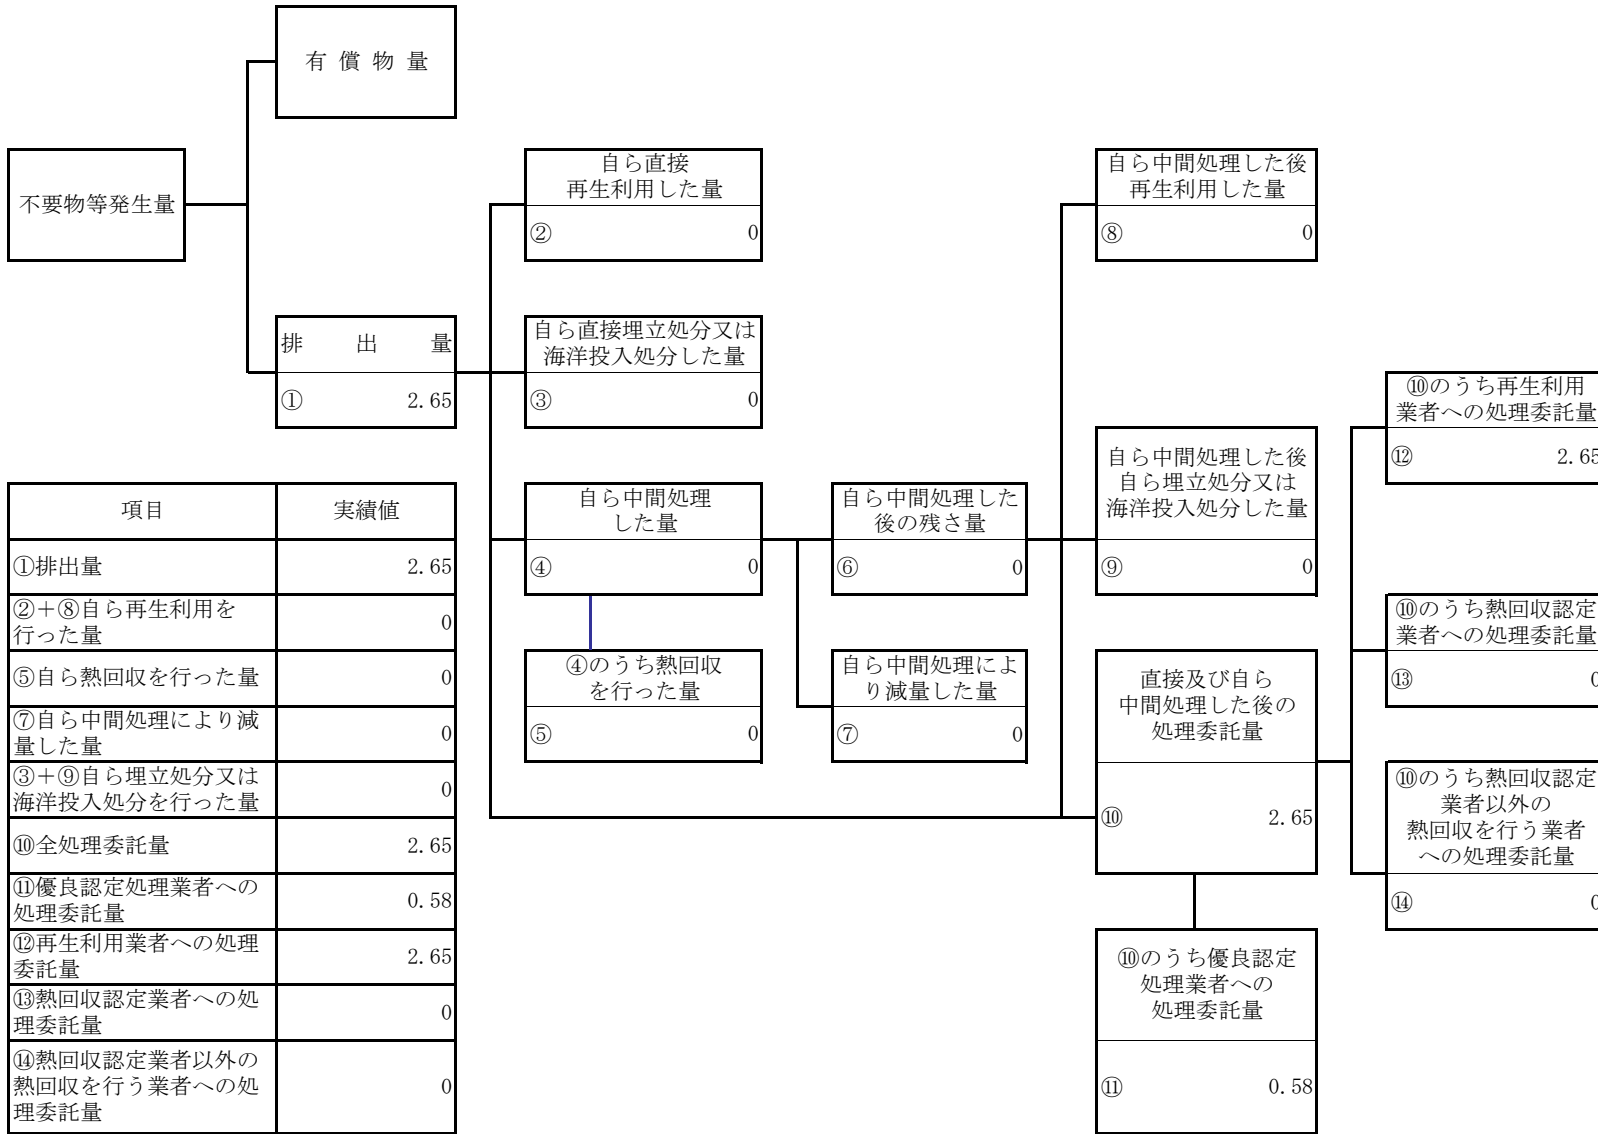 有償物量
不要物等発生量
排出量
① 2.65
自ら直接
再生利用した量
② 0
自ら直接埋立処分又は
海洋投入処分した量
③ 0
自ら中間処理
した量
④ 0
④のうち熱回収
を行った量
⑤ 0
自ら中間処理した
後の残さ量
⑥ 0
自ら中間処理によ
り減量した量
⑦ 0
自ら中間処理した後
再生利用した量
⑧ 0
自ら中間処理した後
自ら埋立処分又は
海洋投入処分した量
⑨ 0
直接及び自ら
中間処理した後の
処理委託量
⑩ 2.65
⑩のうち優良認定
処理業者への
処理委託量
⑪ 0.58
⑩のうち再生利用
業者への処理委託量
⑫ 2.65
⑩のうち熱回収認定
業者への処理委託量
⑬ 0
⑩のうち熱回収認定
業者以外の
熱回収を行う業者
への処理委託量
⑭ 0
項目 実績値
①排出量 2.65
②＋⑧自ら再生利用を
行った量 0
⑤自ら熱回収を行った量 0
⑦自ら中間処理により減
量した量 0
③＋⑨自ら埋立処分又は
海洋投入処分を行った量 0
⑩全処理委託量 2.65
⑪優良認定処理業者への
処理委託量 0.58
⑫再生利用業者への処理
委託量 2.65
⑬熱回収認定業者への処
理委託量 0
⑭熱回収認定業者以外の
熱回収を行う業者への処
理委託量 0